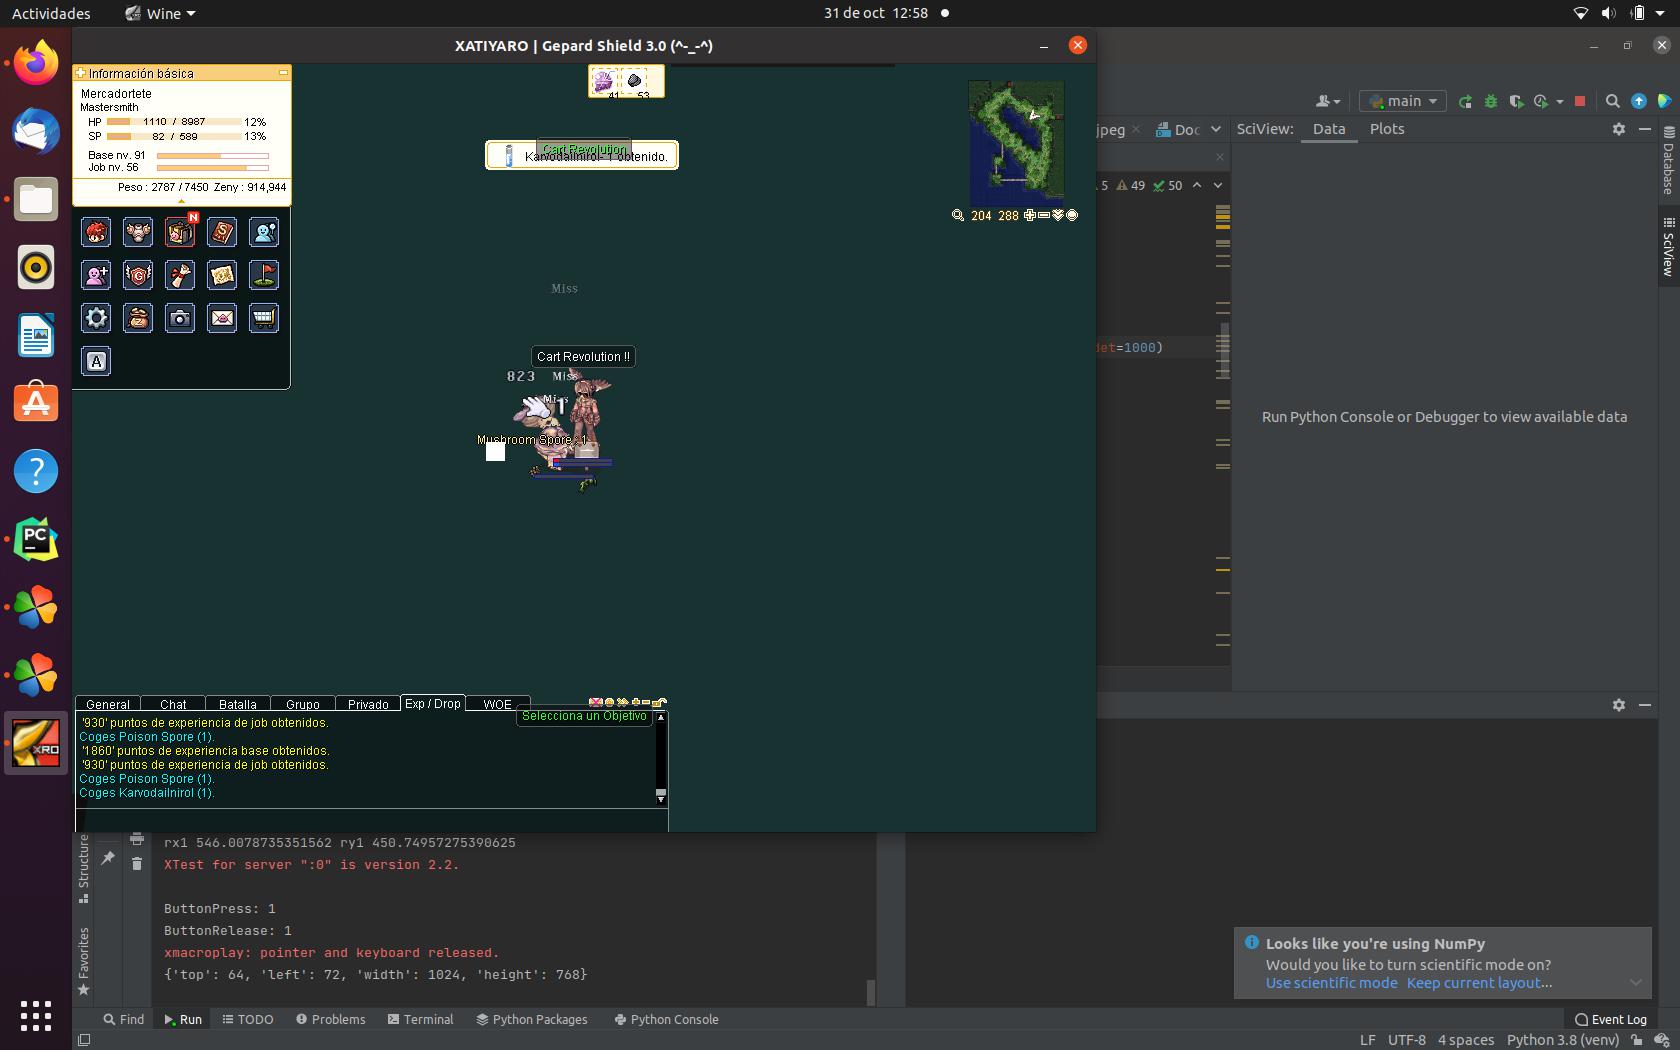 Actividades
Wine
31 de oct 12:58
XATIYARO | Gepard Shield 3.0 (^-_-^)
Información básica
Mercadortete
Mastersmith
HP 1110 / 8987 12%
SP 82 / 589 13%
Base nv. 91
Job nv. 56
Peso : 2787 / 7450 Zeny : 914,944
N
A
41 53
Cart Revolution
Karvodailnirol- 1 obtenido.
204 288
Miss
Cart Revolution !!
823 Miss
Miss
1
Mushroom Spore : 1
General Chat Batalla Grupo Privado Exp / Drop WOE
Selecciona un Objetivo
'930' puntos de experiencia de job obtenidos.
Coges Poison Spore (1).
'1860' puntos de experiencia base obtenidos.
'930' puntos de experiencia de job obtenidos.
Coges Poison Spore (1).
Coges Karvodailnirol (1).
main
jpeg
Doc
SciView: Data Plots
5 49 50
det=1000)
Run Python Console or Debugger to view available data
Database
SciView
PC
XRO
Structure
Favorites
rx1 546.0078735351562 ry1 450.74957275390625
XTest for server ":0" is version 2.2.
ButtonPress: 1
ButtonRelease: 1
xmacroplay: pointer and keyboard released.
{'top': 64, 'left': 72, 'width': 1024, 'height': 768}
Looks like you're using NumPy
Would you like to turn scientific mode on?
Use scientific mode Keep current layout...
Find Run TODO Problems Terminal Python Packages Python Console
Event Log
LF UTF-8 4 spaces Python 3.8 (venv)